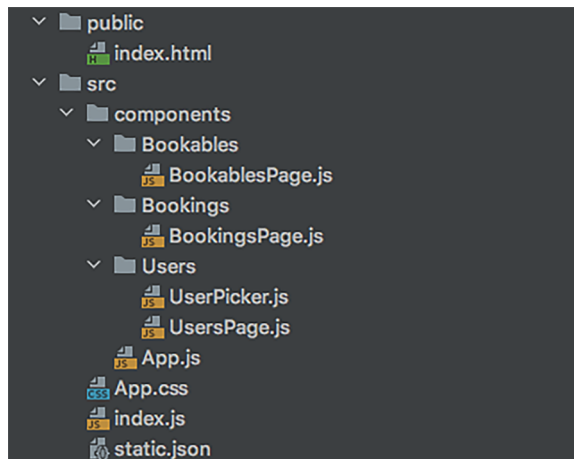 public
index.html
src
components
Bookables
BookablesPage.js
Bookings
BookingsPage.js
Users
UserPicker.js
UsersPage.js
App.js
App.css
index.js
static.json